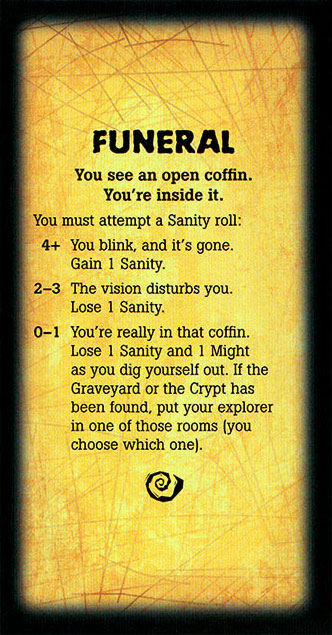 FUNERAL
You see an open coffin.
You're inside it.
You must attempt a Sanity roll:
4+ You blink, and it's gone.
Gain 1 Sanity.
2–3 The vision disturbs you.
Lose 1 Sanity.
0–1 You're really in that coffin.
Lose 1 Sanity and 1 Might
as you dig yourself out. If the
Graveyard or the Crypt has
been found, put your explorer
in one of those rooms (you
choose which one).